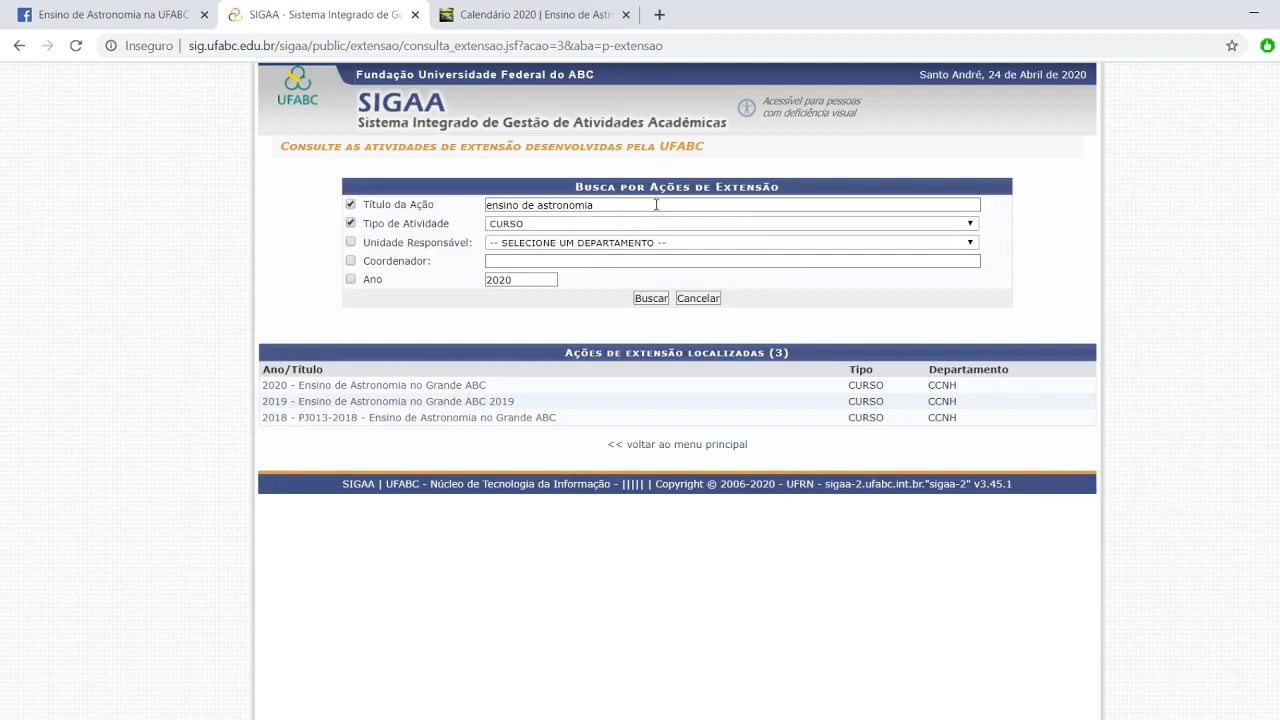 Ensino de Astronomia na UFABC
SIGAA - Sistema Integrado de Ge
Calendário 2020 | Ensino de Astr
Inseguro | sig.ufabc.edu.br/sigaa/public/extensao/consulta_extensao.jsf?acao=3&aba=p-extensao
Fundação Universidade Federal do ABC
Santo André, 24 de Abril de 2020
UFABC
SIGAA
Sistema Integrado de Gestão de Atividades Acadêmicas
Acessível para pessoas
com deficiência visual
Consulte as atividades de extensão desenvolvidas pela UFABC
Busca por Ações de Extensão
Título da Ação ensino de astronomia
Tipo de Atividade CURSO
Unidade Responsável: -- SELECIONE UM DEPARTAMENTO --
Coordenador:
Ano 2020
Buscar Cancelar
Ações de extensão localizadas (3)
Ano/Título Tipo Departamento
2020 - Ensino de Astronomia no Grande ABC CURSO CCNH
2019 - Ensino de Astronomia no Grande ABC 2019 CURSO CCNH
2018 - PJ013-2018 - Ensino de Astronomia no Grande ABC CURSO CCNH
<< voltar ao menu principal
SIGAA | UFABC - Núcleo de Tecnologia da Informação - ||||| | Copyright © 2006-2020 - UFRN - sigaa-2.ufabc.int.br."sigaa-2" v3.45.1